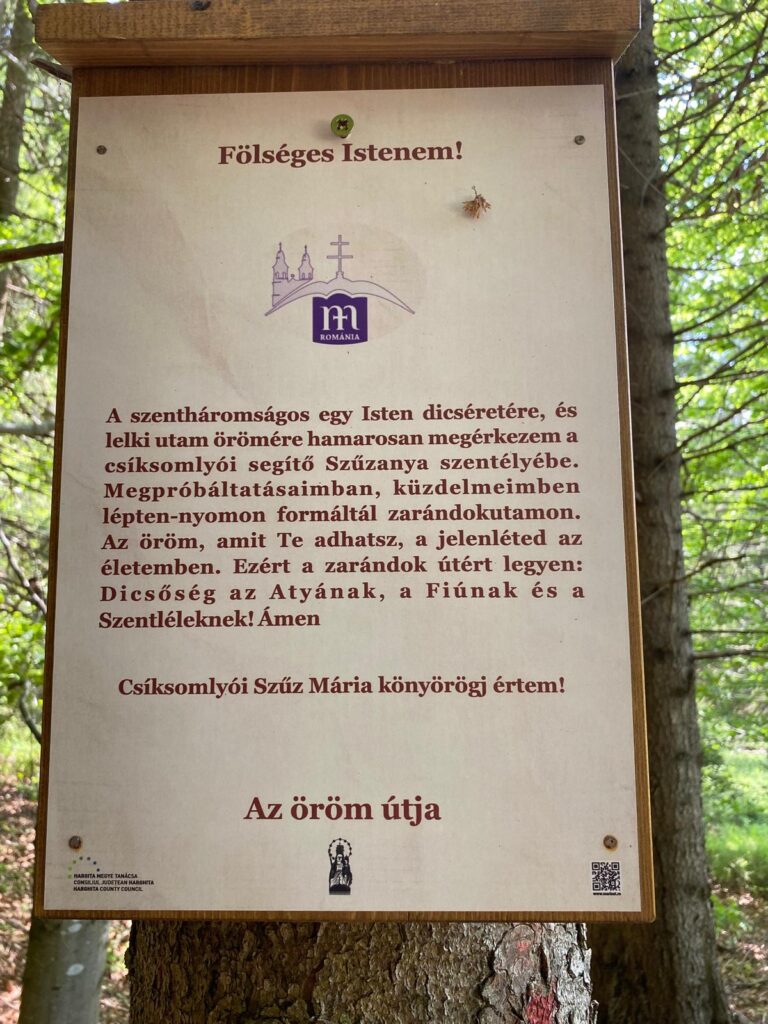 Fölséges Istenem!
m
ROMÁNIA
A szentháromságos egy Isten dicséretére, és
lelki utam örömére hamarosan megérkezem a
csíksomlyói segítő Szűzanya szentélyébe.
Megpróbáltatásaimban, küzdelmeimben
lépten-nyomon formáltál zarándokutamon.
Az öröm, amit Te adhatsz, a jelenléted az
életemben. Ezért a zarándok útért legyen:
Dicsőség az Atyának, a Fiúnak és a
Szentléleknek! Ámen
Csíksomlyói Szűz Mária könyörögj értem!
Az öröm útja
HARGITA MEGYE TANÁCSA
CONSILIUL JUDEȚEAN HARGHITA
HARGHITA COUNTY COUNCIL